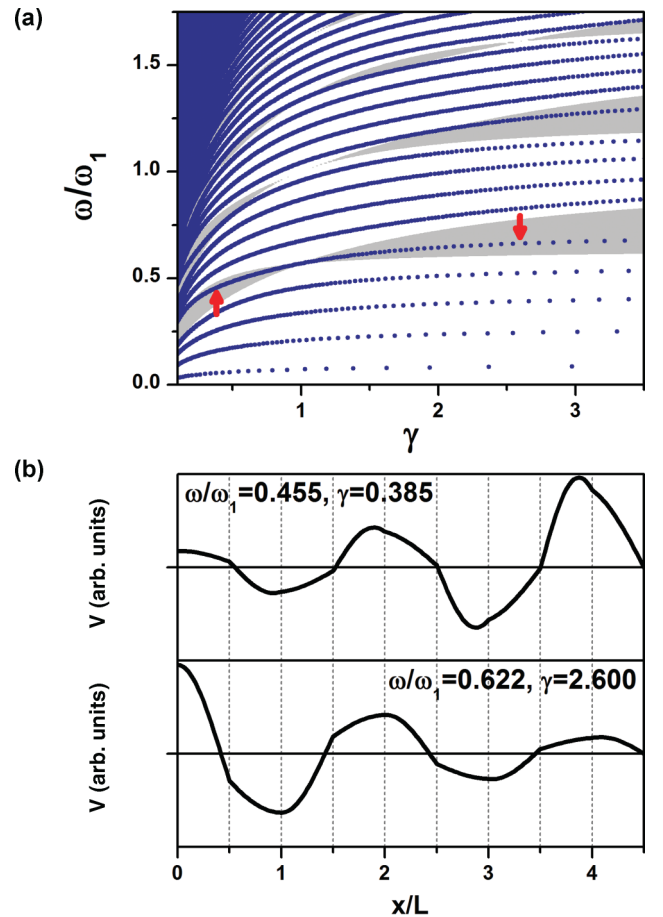 (a)
ω/ω₁
1.5
1.0
0.5
0.0
1 2 3
γ
(b)
V (arb. units)
ω/ω₁=0.455, γ=0.385
V (arb. units)
ω/ω₁=0.622, γ=2.600
0 1 2 3 4
x/L